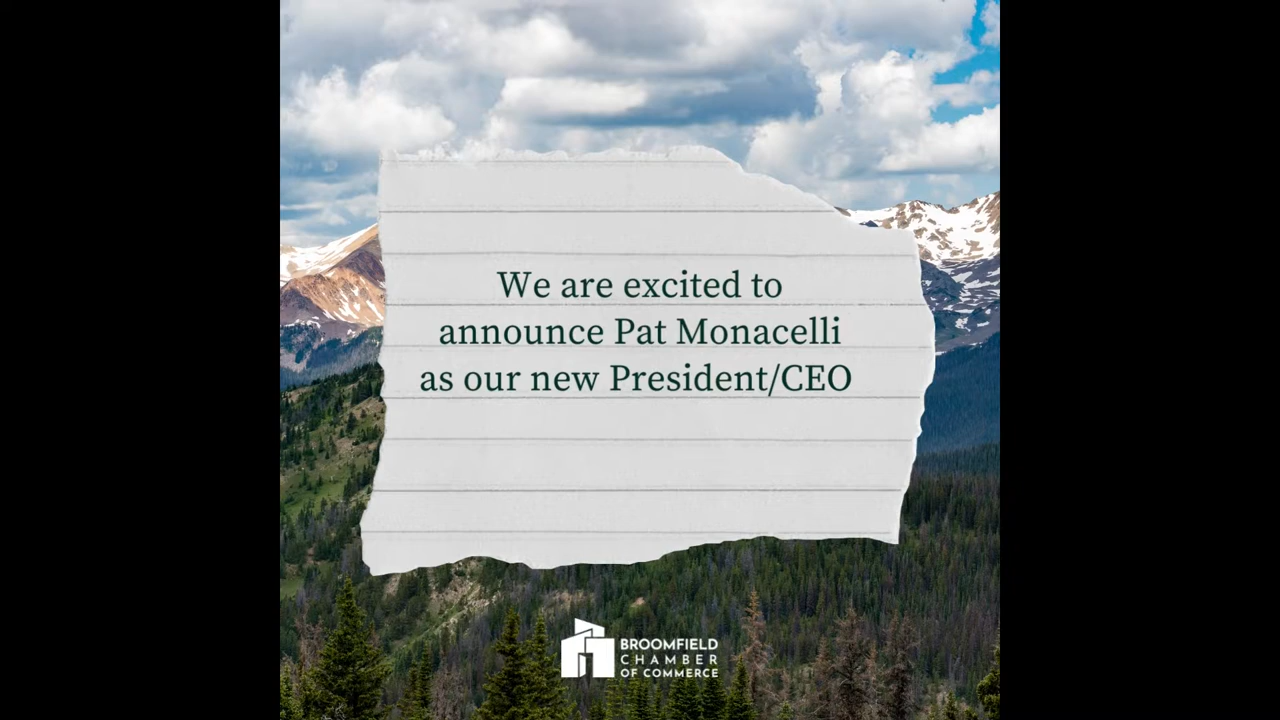 We are excited to
announce Pat Monacelli
as our new President/CEO
BROOMFIELD
CHAMBER
OF COMMERCE